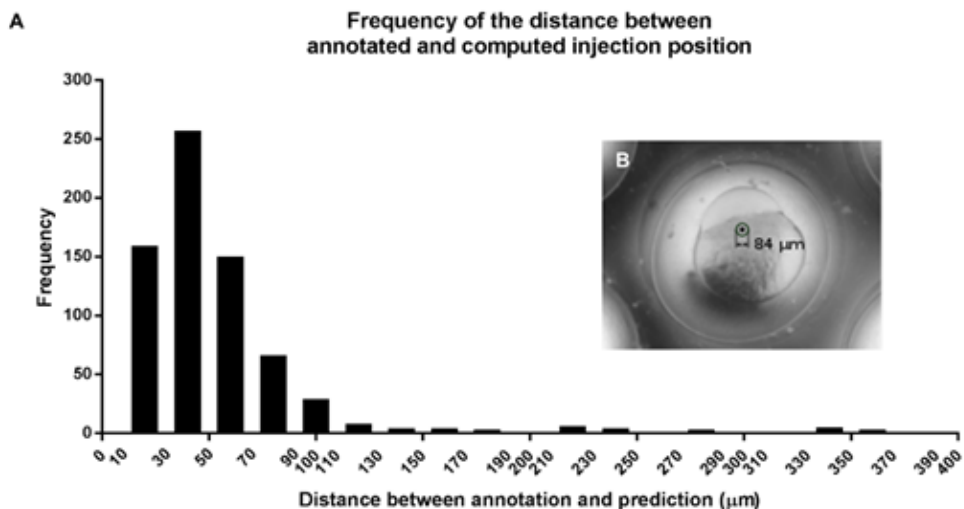 A
Frequency of the distance between
annotated and computed injection position
300
250
200
150
100
50
0
Frequency
B
84 μm
0 10 30 50 70 90 100 110 130 150 170 190 200 210 230 250 270 290 300 310 330 350 370 390 400
Distance between annotation and prediction (μm)